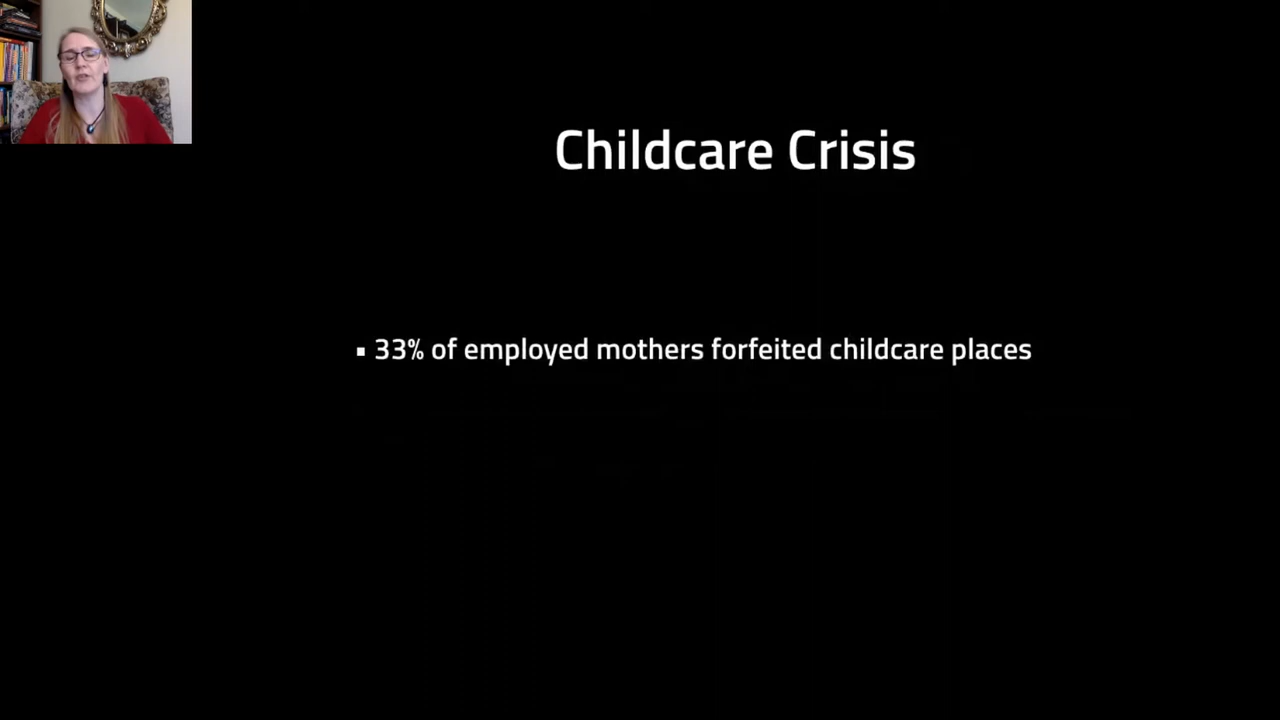 Childcare Crisis
▪ 33% of employed mothers forfeited childcare places